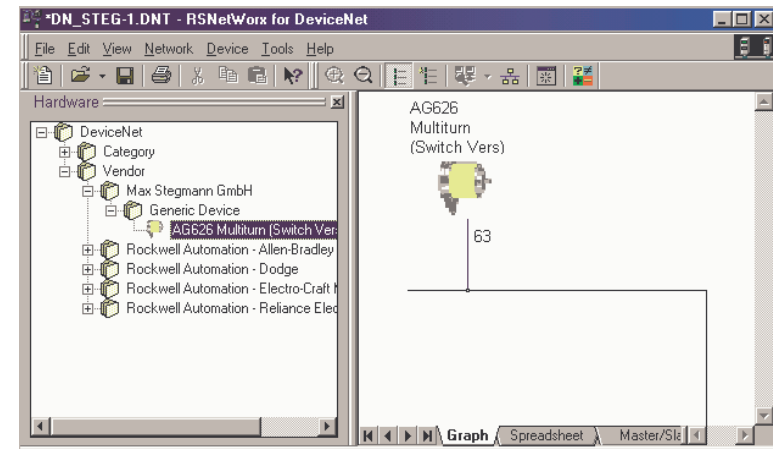 *DN_STEG-1.DNT - RSNetWorx for DeviceNet
File Edit View Network Device Tools Help
Hardware
DeviceNet
Category
Vendor
Max Stegmann GmbH
Generic Device
AG626 Multiturn (Switch Ver
Rockwell Automation - Allen-Bradley
Rockwell Automation - Dodge
Rockwell Automation - Electro-Craft
Rockwell Automation - Reliance Elec
AG626
Multiturn
(Switch Vers)
63
Graph Spreadsheet Master/Sla